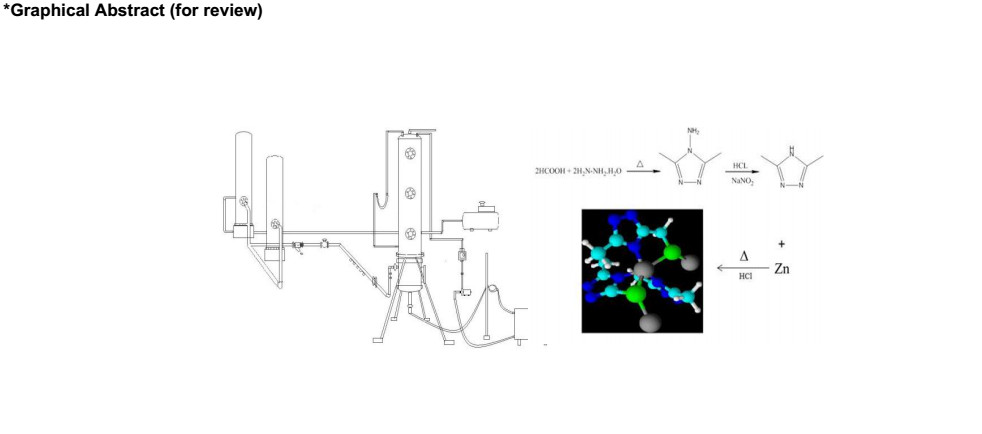 *Graphical Abstract (for review)
NH₂
N
N N
2HCOOH + 2H₂N-NH₂.H₂O
△
HCL
NaNO₂
H
N
N N
+
Δ
HCl
Zn